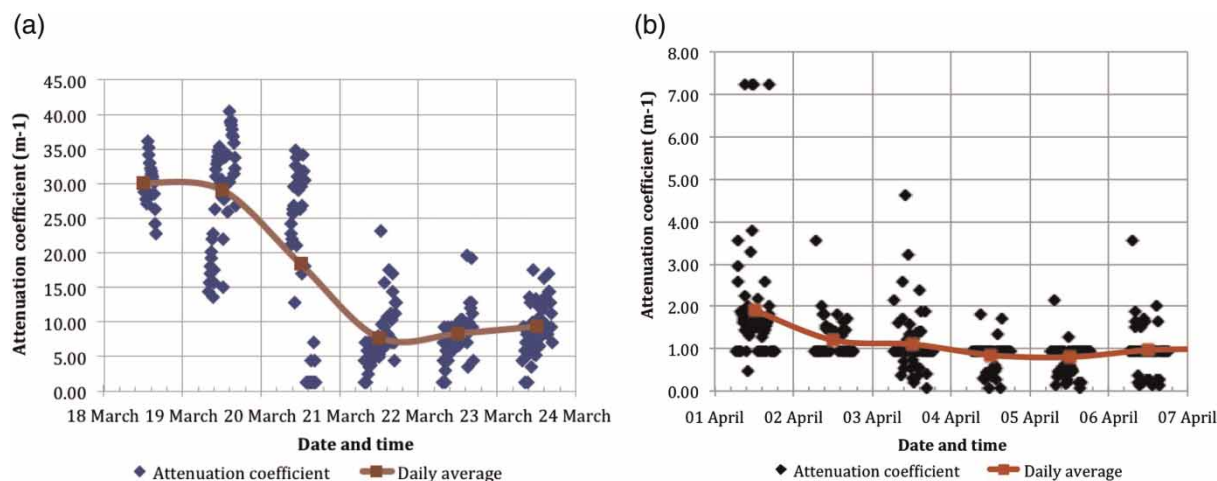 (a)
45.00
40.00
35.00
30.00
25.00
20.00
15.00
10.00
5.00
0.00
Attenuation coefficient (m-1)
18 March 19 March 20 March 21 March 22 March 23 March 24 March
Date and time
Attenuation coefficient Daily average
(b)
8.00
7.00
6.00
5.00
4.00
3.00
2.00
1.00
0.00
Attenuation coefficient (m-1)
01 April 02 April 03 April 04 April 05 April 06 April 07 April
Date and time
Attenuation coefficient Daily average